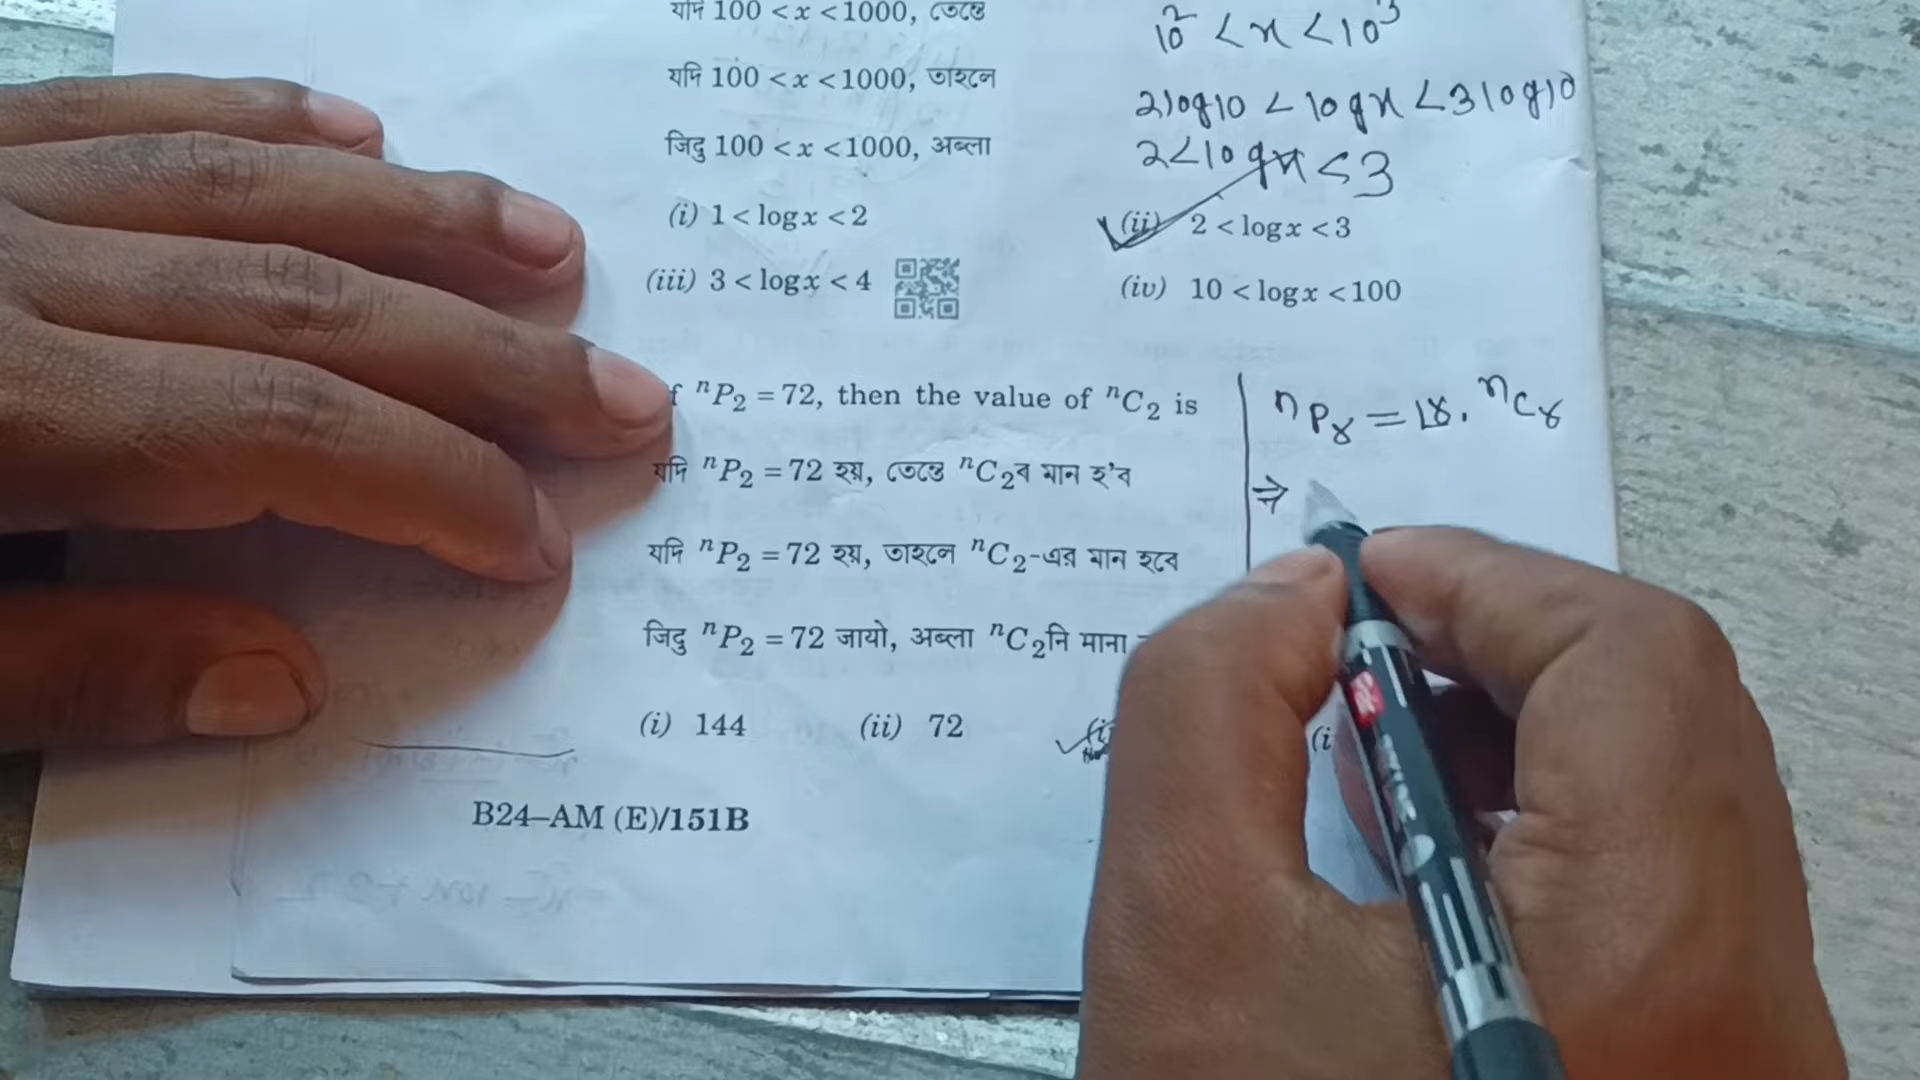 যদি 100 < x < 1000, তেন্তে
10² < x < 10³
যদি 100 < x < 1000, তাহলে
2log10 < logx < 3log10
जिदु 100 < x < 1000, अब्ला
2 < logx < 3
(i) 1 < log x < 2
(ii) 2 < log x < 3
(iii) 3 < log x < 4
(iv) 10 < log x < 100
ⁿP₂ = 72, then the value of ⁿC₂ is
ⁿPr = ⌊r. ⁿCr
যদি ⁿP₂ = 72 হয়, তেন্তে ⁿC₂ৰ মান হ'ব
⇒
যদি ⁿP₂ = 72 হয়, তাহলে ⁿC₂-এর মান হবে
जिदु ⁿP₂ = 72 जायो, अब्ला ⁿC₂नि माना
(i) 144
(ii) 72
B24–AM (E)/151B